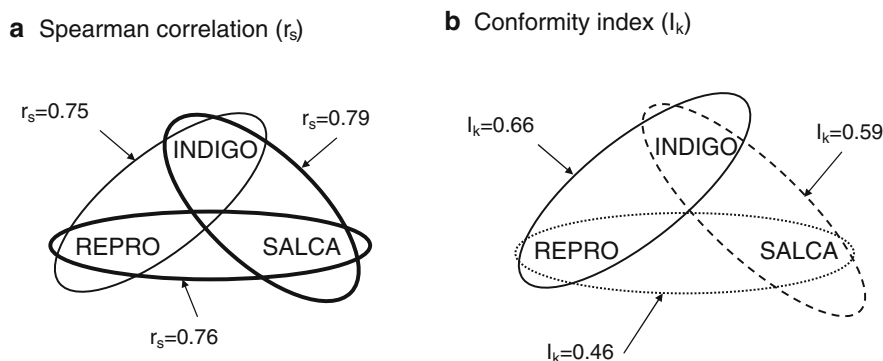 a Spearman correlation (rs)
rs=0.75
rs=0.79
INDIGO
REPRO SALCA
rs=0.76
b Conformity index (Ik)
Ik=0.66
Ik=0.59
INDIGO
REPRO SALCA
Ik=0.46